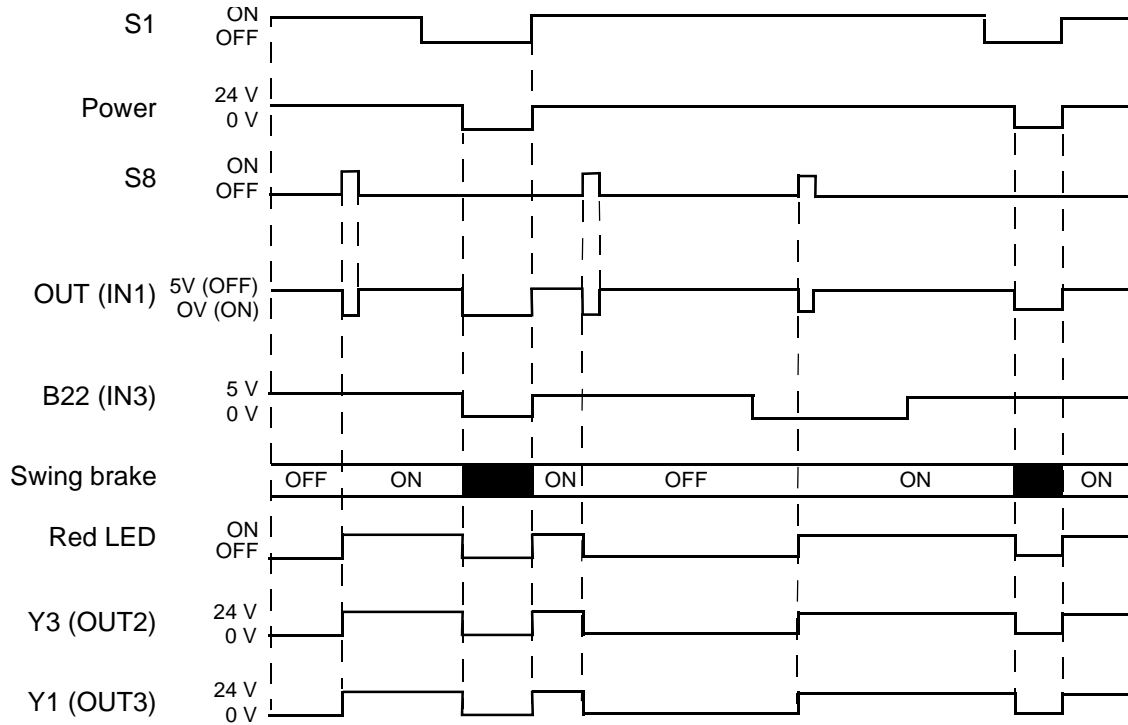 S1 ON
OFF
Power 24 V
0 V
S8 ON
OFF
OUT (IN1) 5V (OFF)
OV (ON)
B22 (IN3) 5 V
0 V
Swing brake OFF ON ON OFF ON ON
Red LED ON
OFF
Y3 (OUT2) 24 V
0 V
Y1 (OUT3) 24 V
0 V